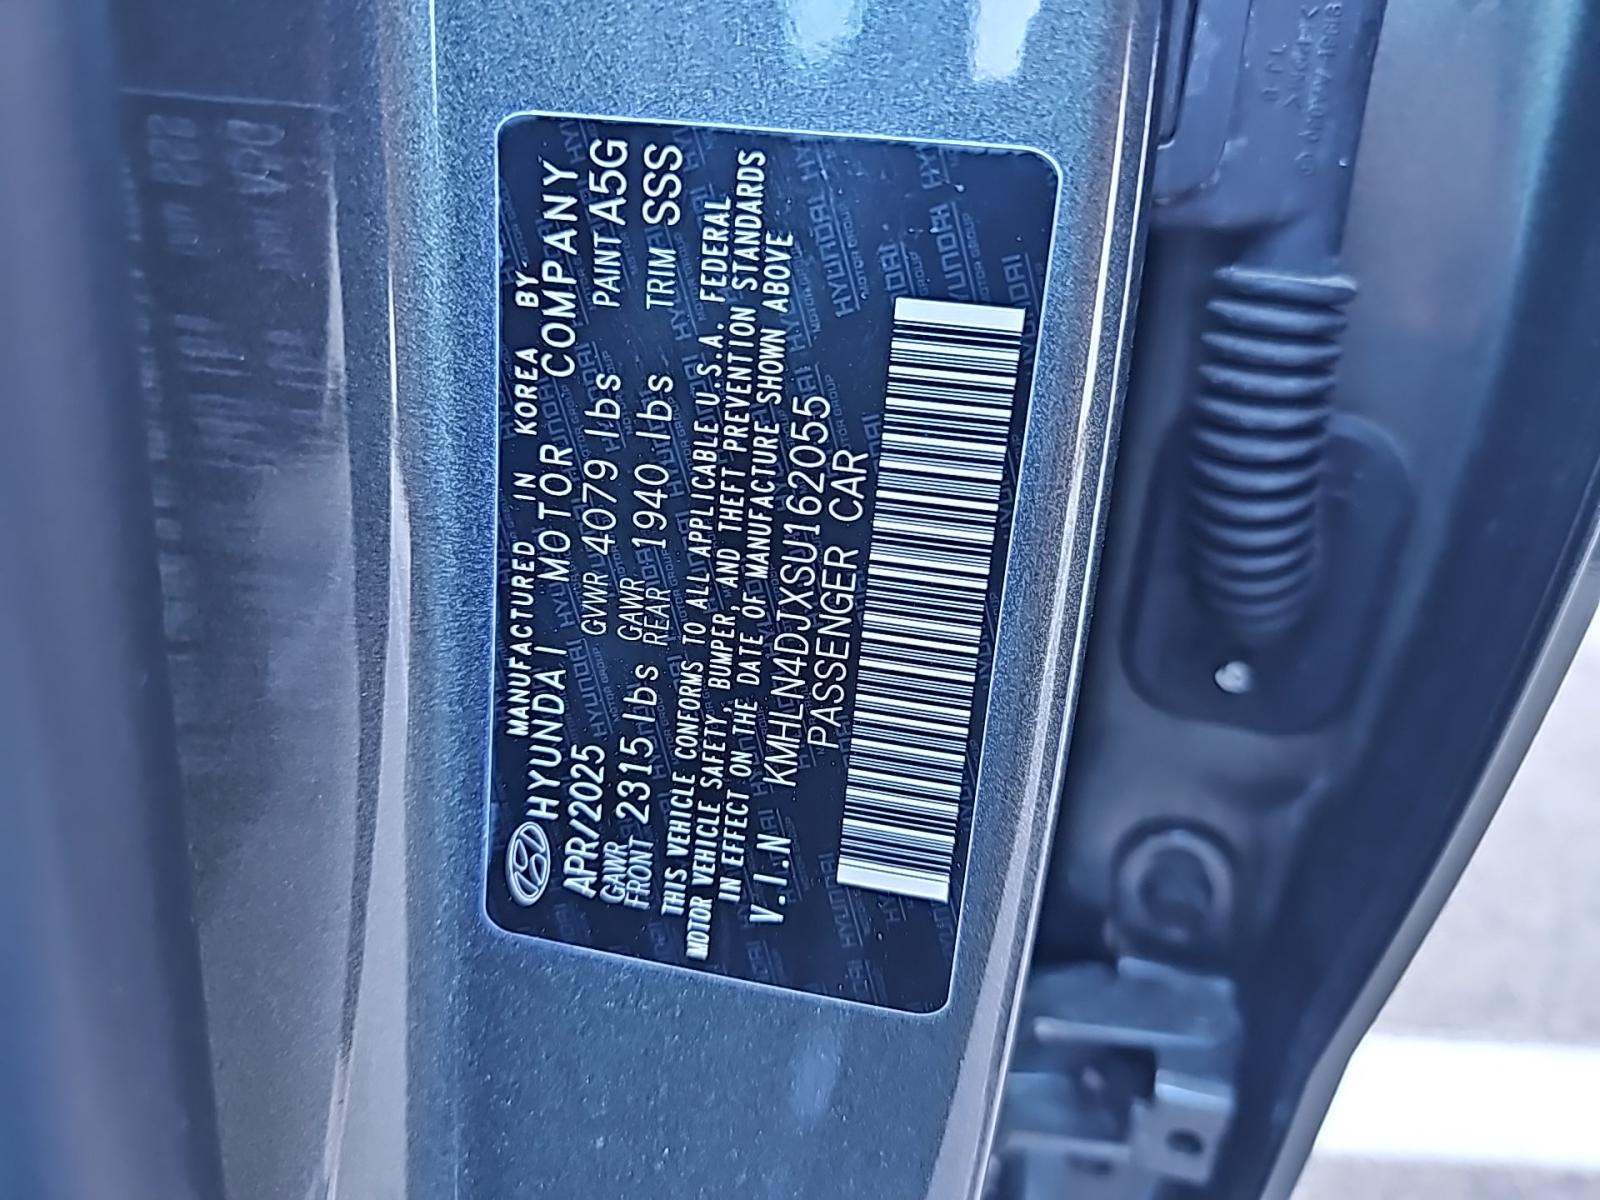 MANUFACTURED IN KOREA BY
HYUNDAI MOTOR COMPANY
APR/2025 GVWR 4079 lbs PAINT A5G
GAWR FRONT 2315 lbs GAWR REAR 1940 lbs TRIM SSS
THIS VEHICLE CONFORMS TO ALL APPLICABLE U.S.A. FEDERAL
MOTOR VEHICLE SAFETY, BUMPER, AND THEFT PREVENTION STANDARDS
IN EFFECT ON THE DATE OF MANUFACTURE SHOWN ABOVE
V.I.N KMHLN4DJXSU162055
PASSENGER CAR